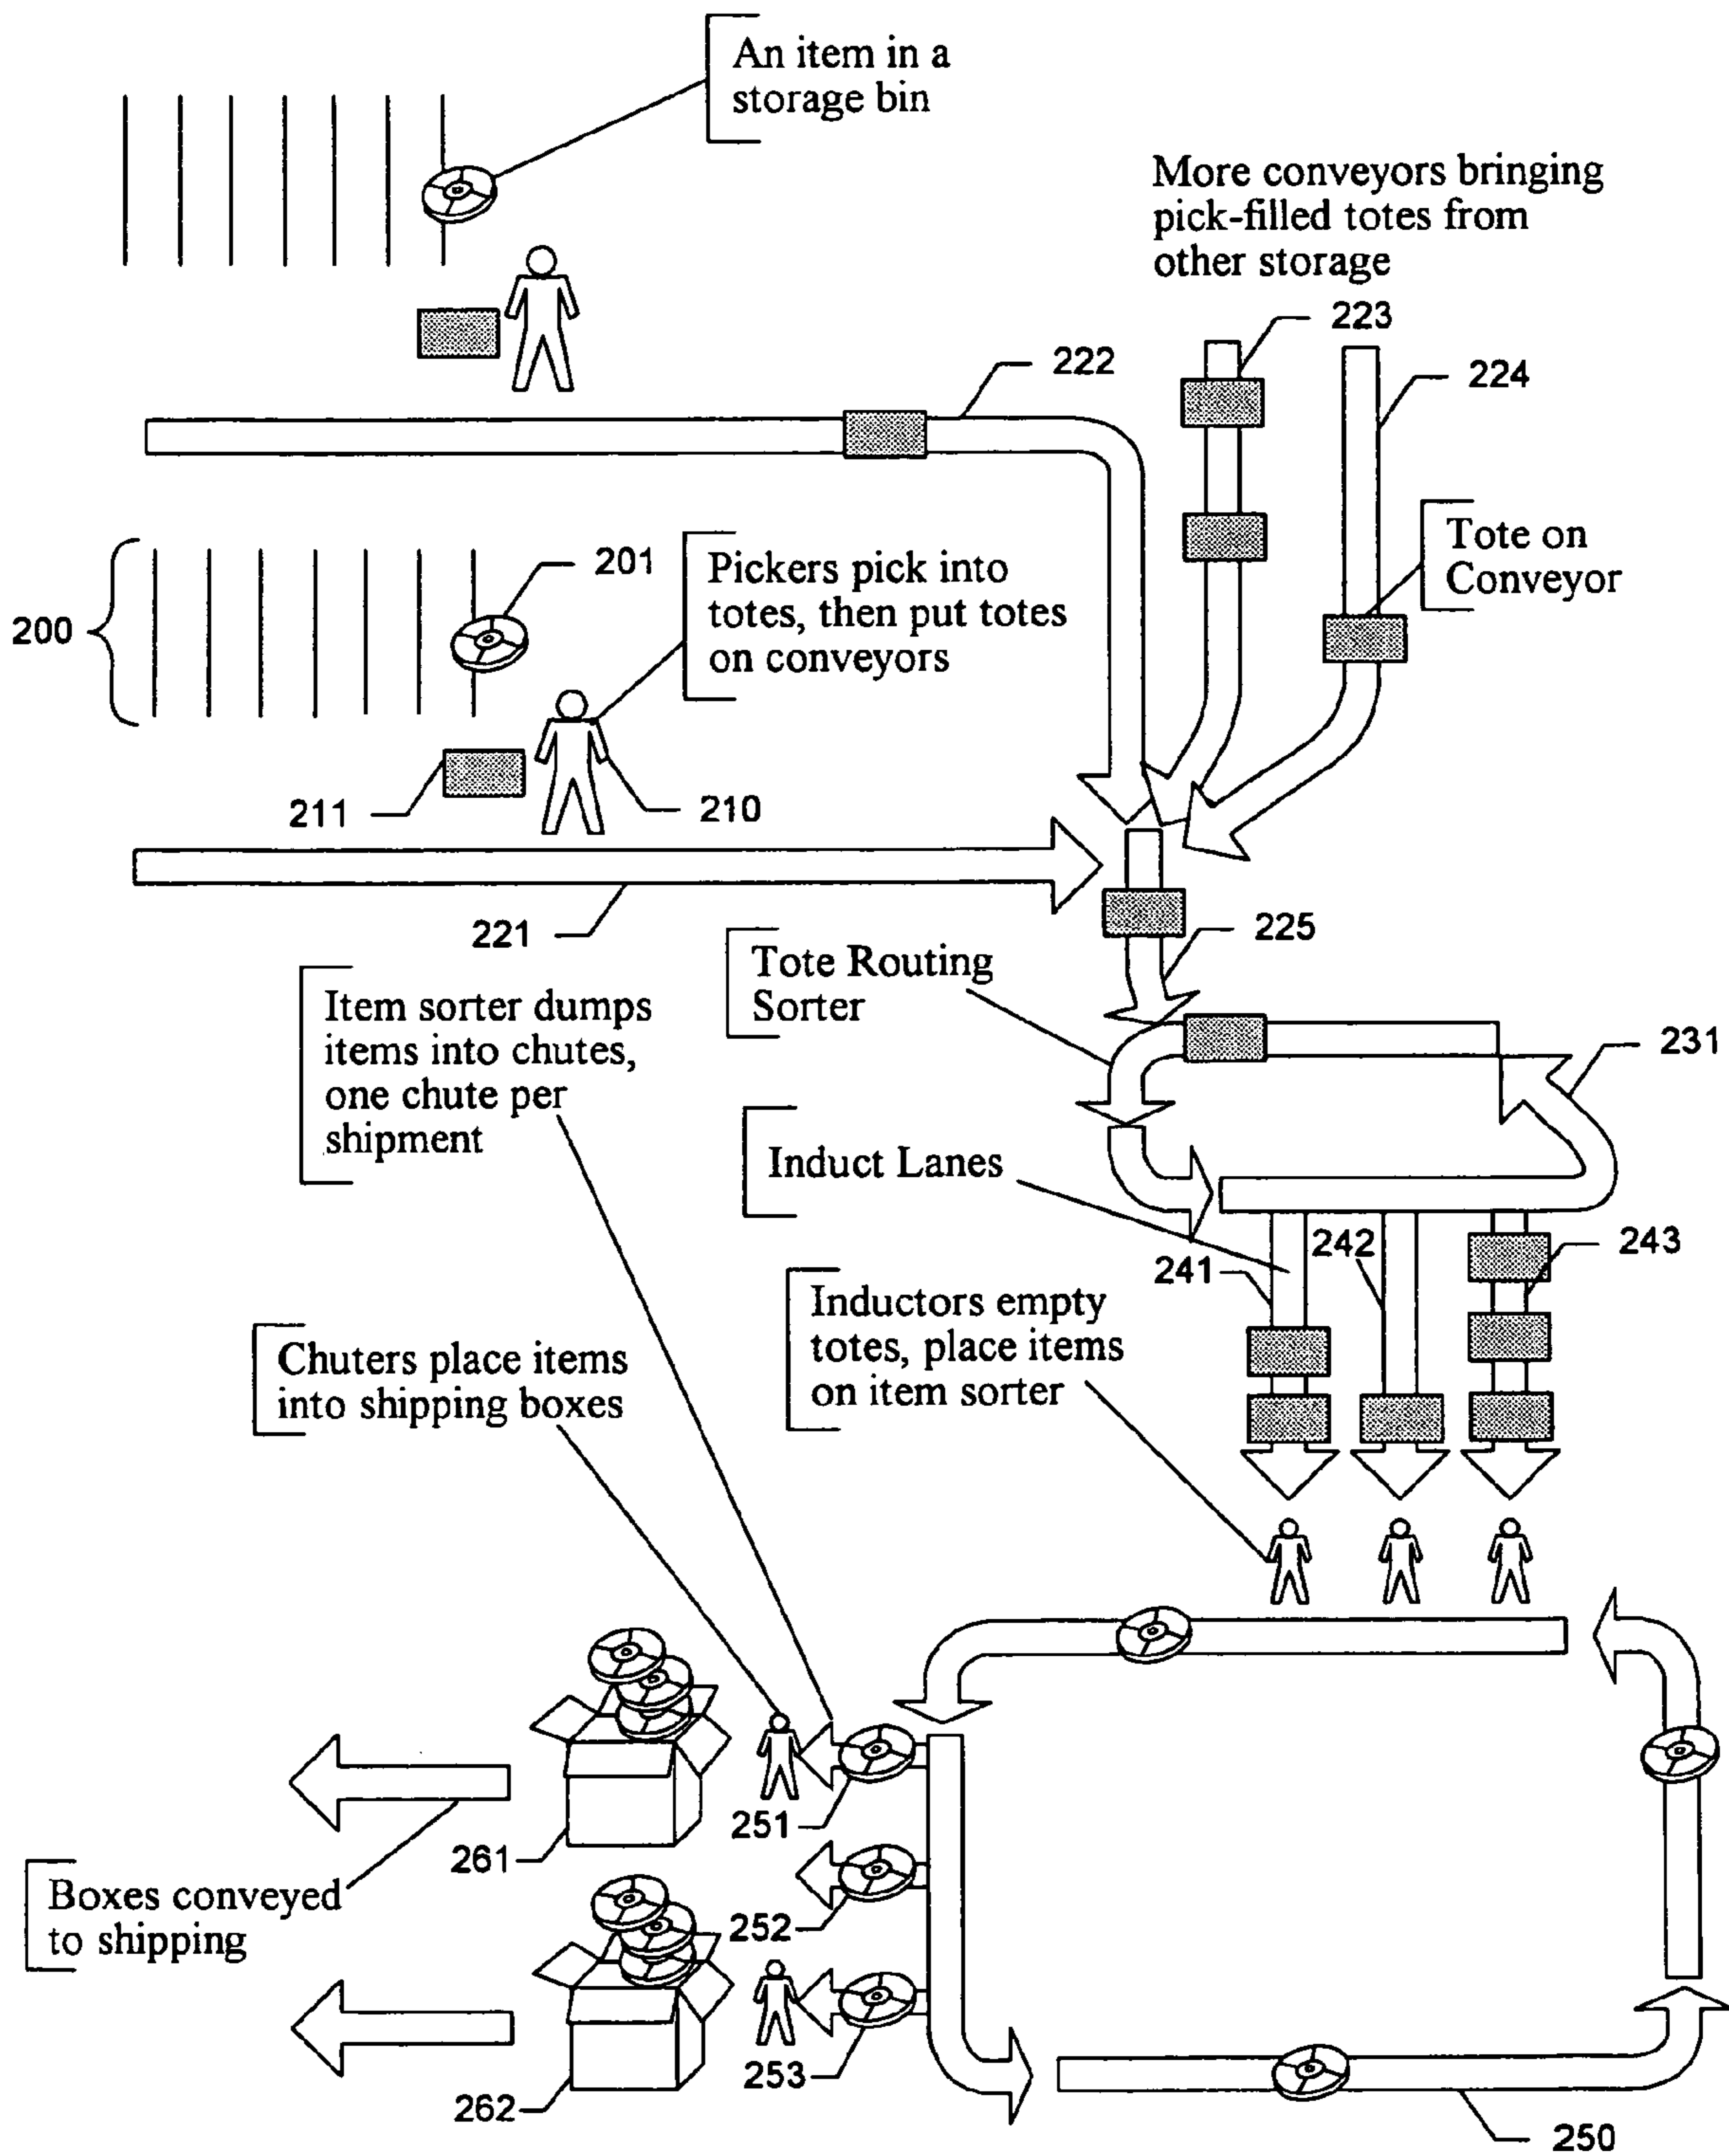 An item in a
storage bin
More conveyors bringing
pick-filled totes from
other storage
223
222
224
Tote on
Conveyor
201
Pickers pick into
totes, then put totes
on conveyors
200
211
210
221
225
Tote Routing
Sorter
Item sorter dumps
items into chutes,
one chute per
shipment
231
Induct Lanes
241
242
243
Inductors empty
totes, place items
on item sorter
Chuters place items
into shipping boxes
251
261
Boxes conveyed
to shipping
252
253
262
250